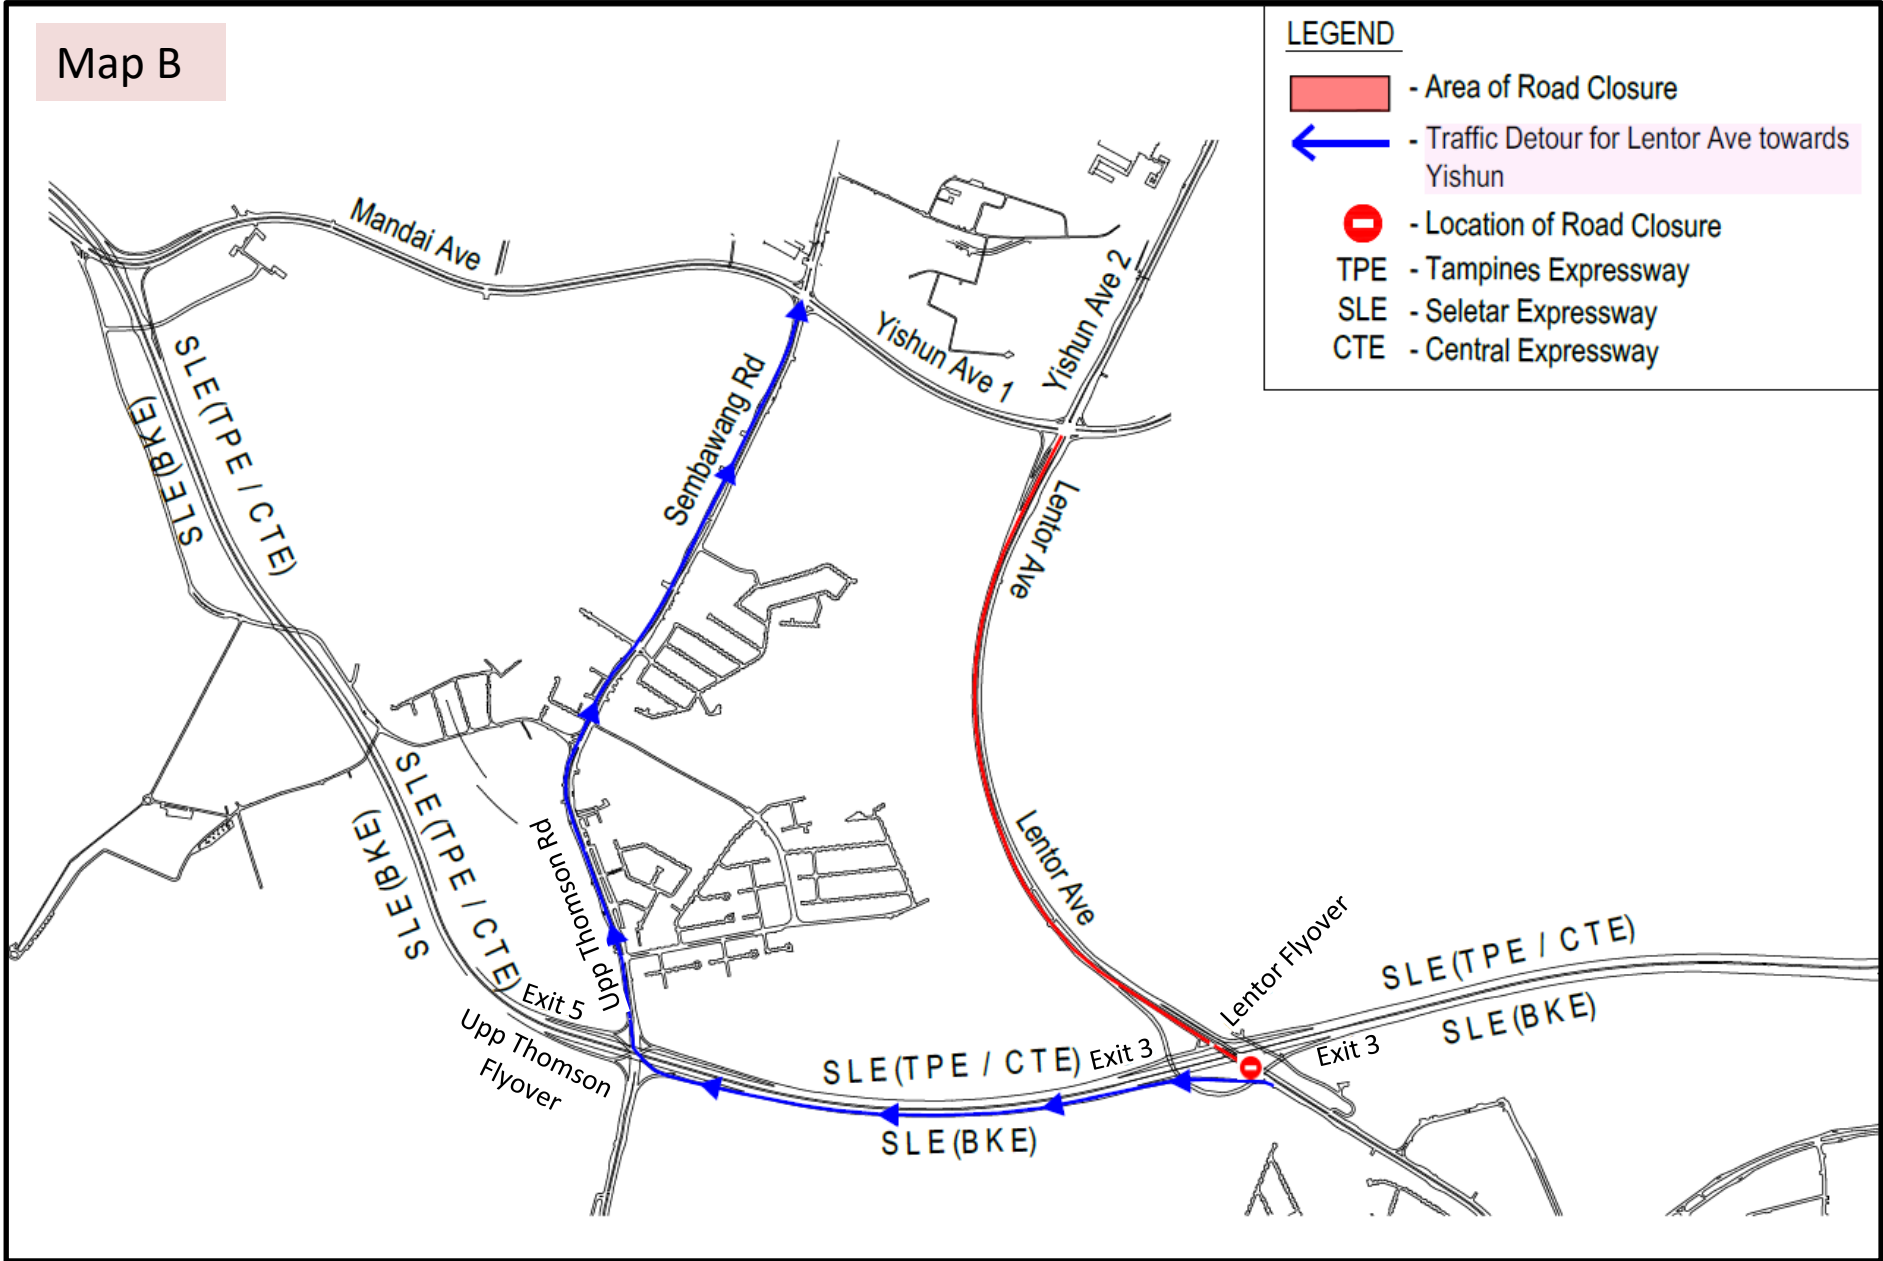 Map B
LEGEND
- Area of Road Closure
- Traffic Detour for Lentor Ave towards
Yishun
- Location of Road Closure
TPE - Tampines Expressway
SLE - Seletar Expressway
CTE - Central Expressway
Mandai Ave
Yishun Ave 2
Yishun Ave 1
SLE(TPE / CTE)
SLE(BKE)
Sembawang Rd
Lentor Ave
SLE(TPE / CTE)
SLE(BKE)
Upp Thomson Rd
Lentor Ave
Lentor Flyover
SLE(TPE / CTE)
SLE(BKE)
Exit 5
Upp Thomson
Flyover
SLE(TPE / CTE)
Exit 3
Exit 3
SLE(BKE)